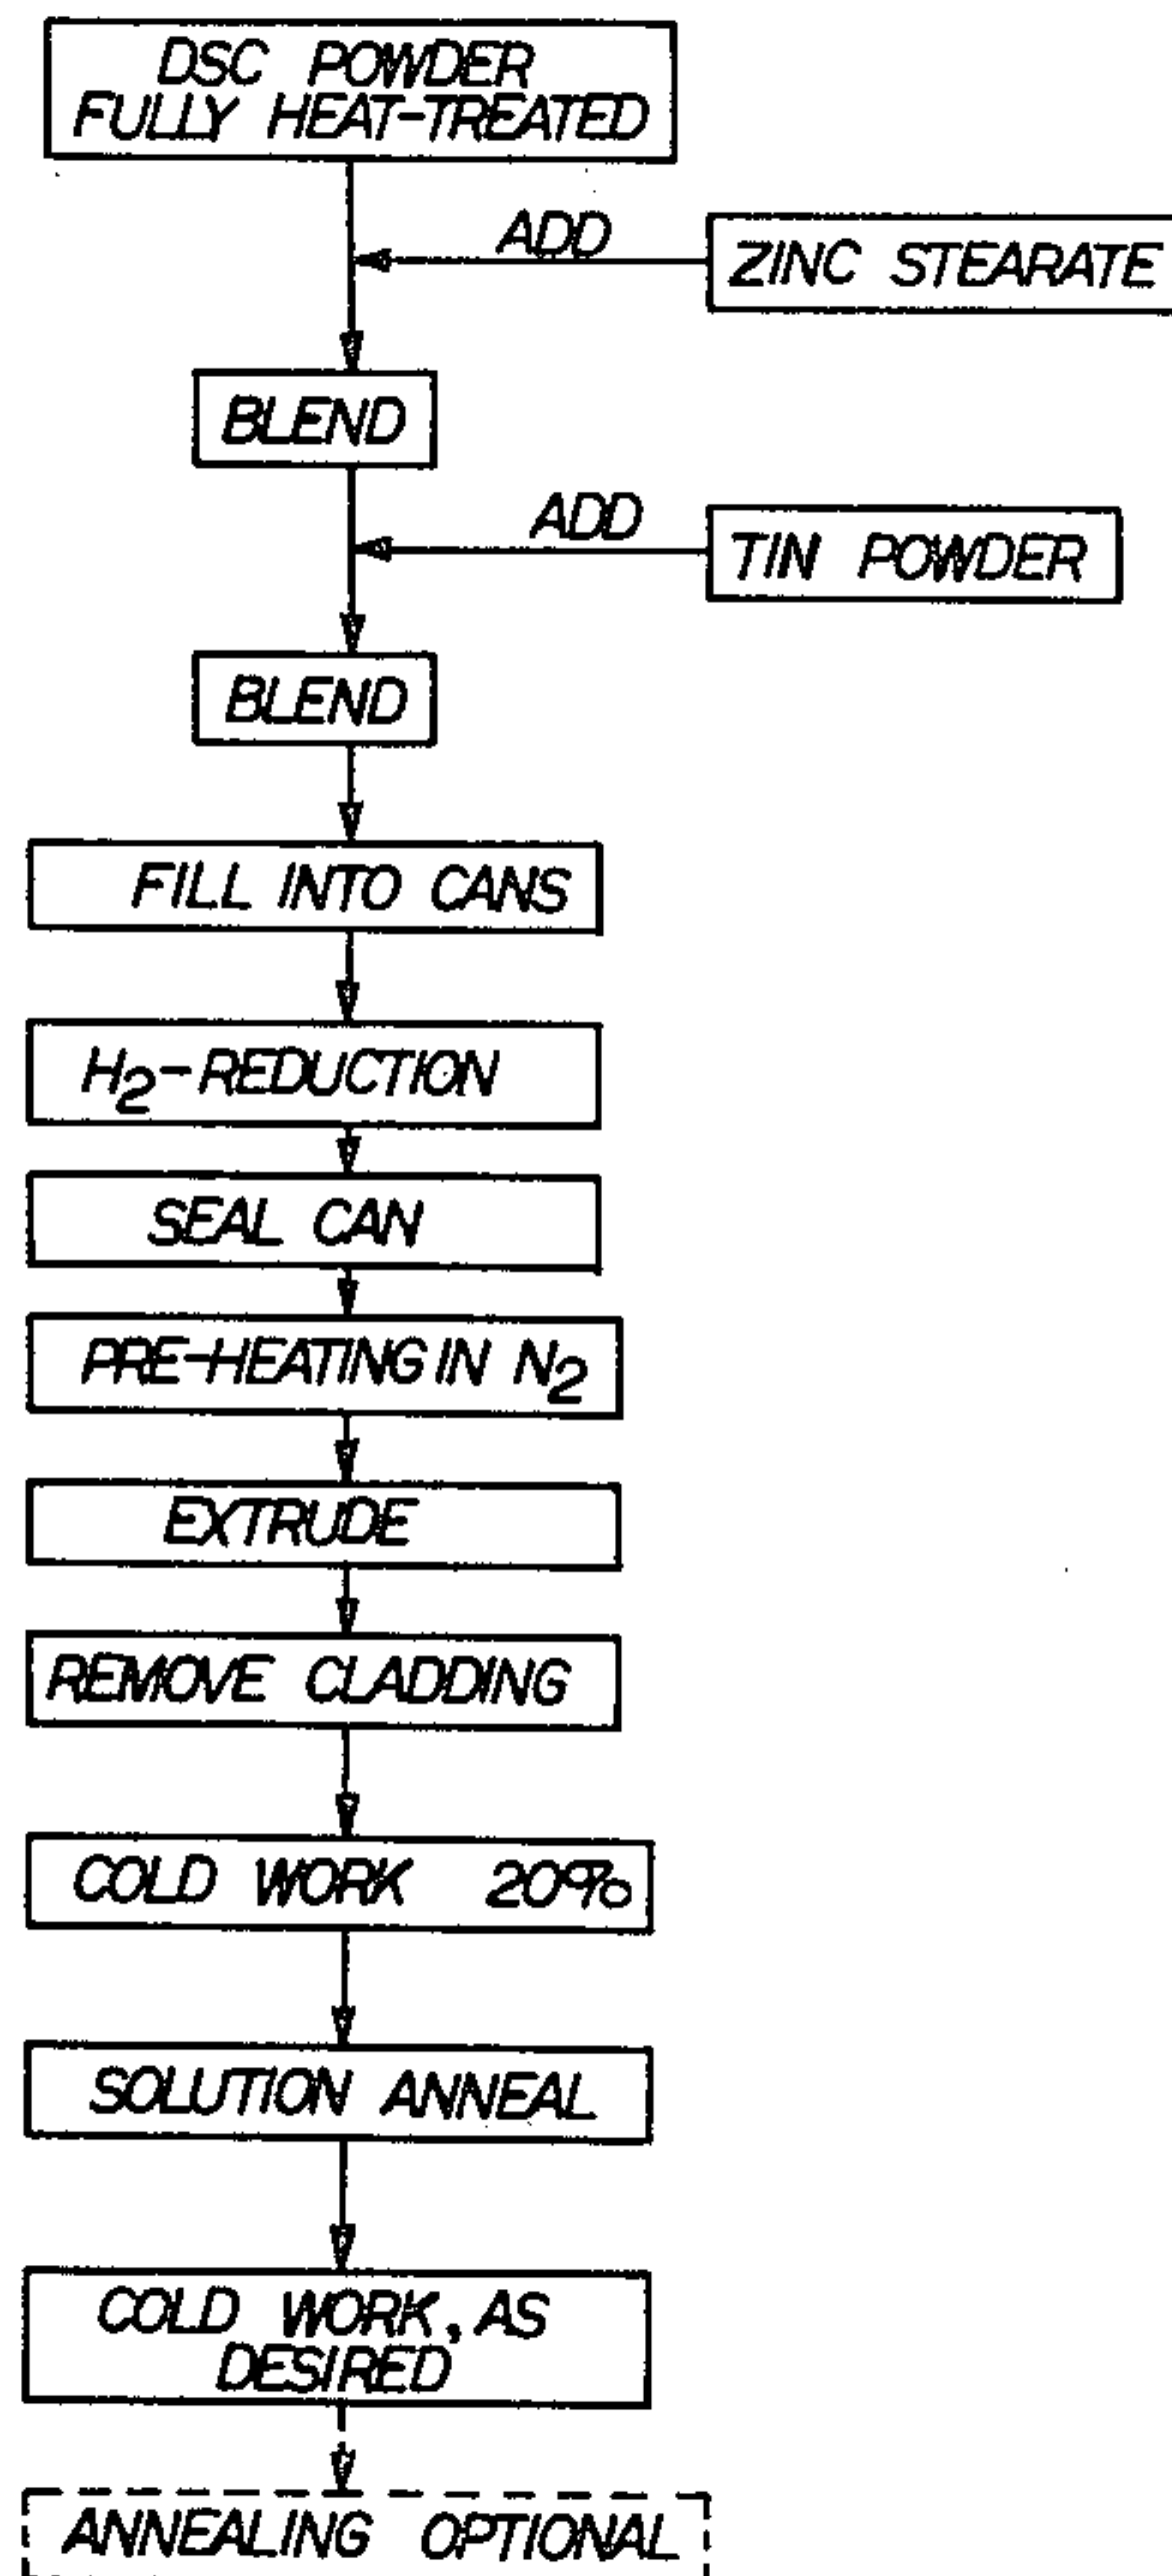 DSC POWDER
FULLY HEAT-TREATED
ADD
ZINC STEARATE
BLEND
ADD
TIN POWDER
BLEND
FILL INTO CANS
H₂-REDUCTION
SEAL CAN
PRE-HEATING IN N₂
EXTRUDE
REMOVE CLADDING
COLD WORK 20%
SOLUTION ANNEAL
COLD WORK, AS
DESIRED
ANNEALING OPTIONAL